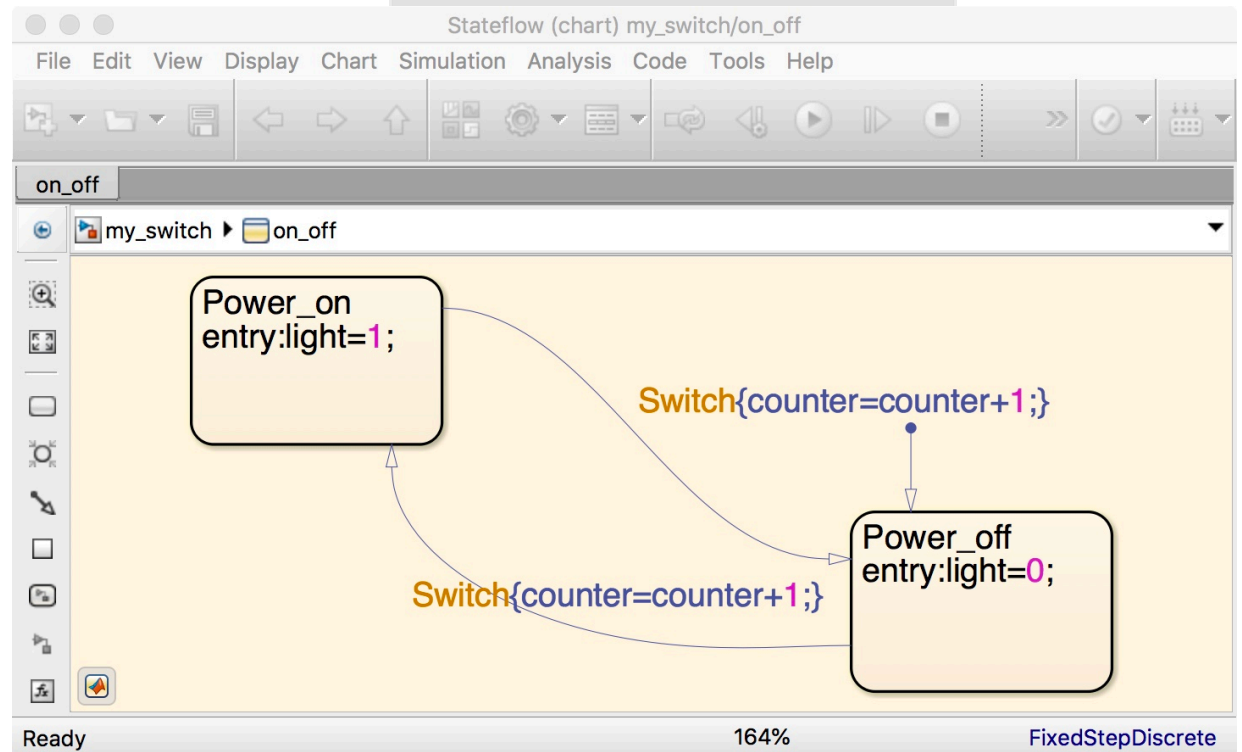 Stateflow (chart) my_switch/on_off
File Edit View Display Chart Simulation Analysis Code Tools Help
on_off
my_switch on_off
Power_on
entry:light=1;
Switch{counter=counter+1;}
Power_off
entry:light=0;
Switch{counter=counter+1;}
Ready 164% FixedStepDiscrete